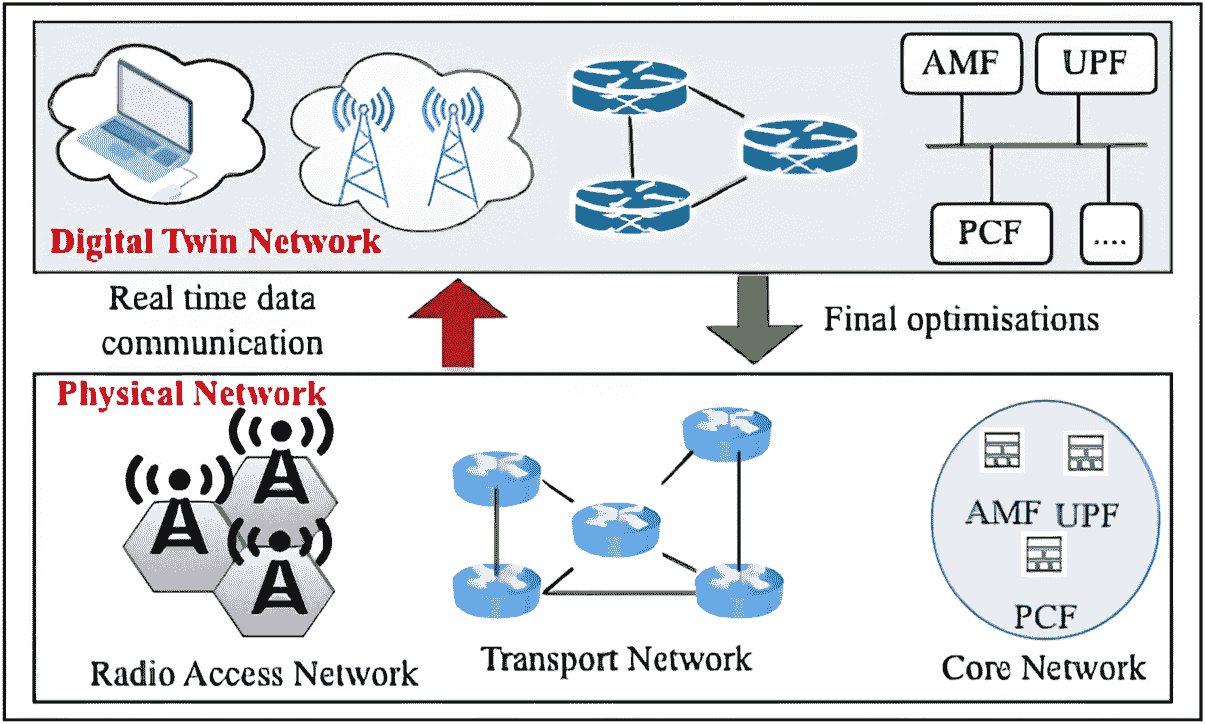 AMF
UPF
PCF
....
Digital Twin Network
Real time data
communication
Final optimisations
Physical Network
AMF
UPF
PCF
Radio Access Network
Transport Network
Core Network